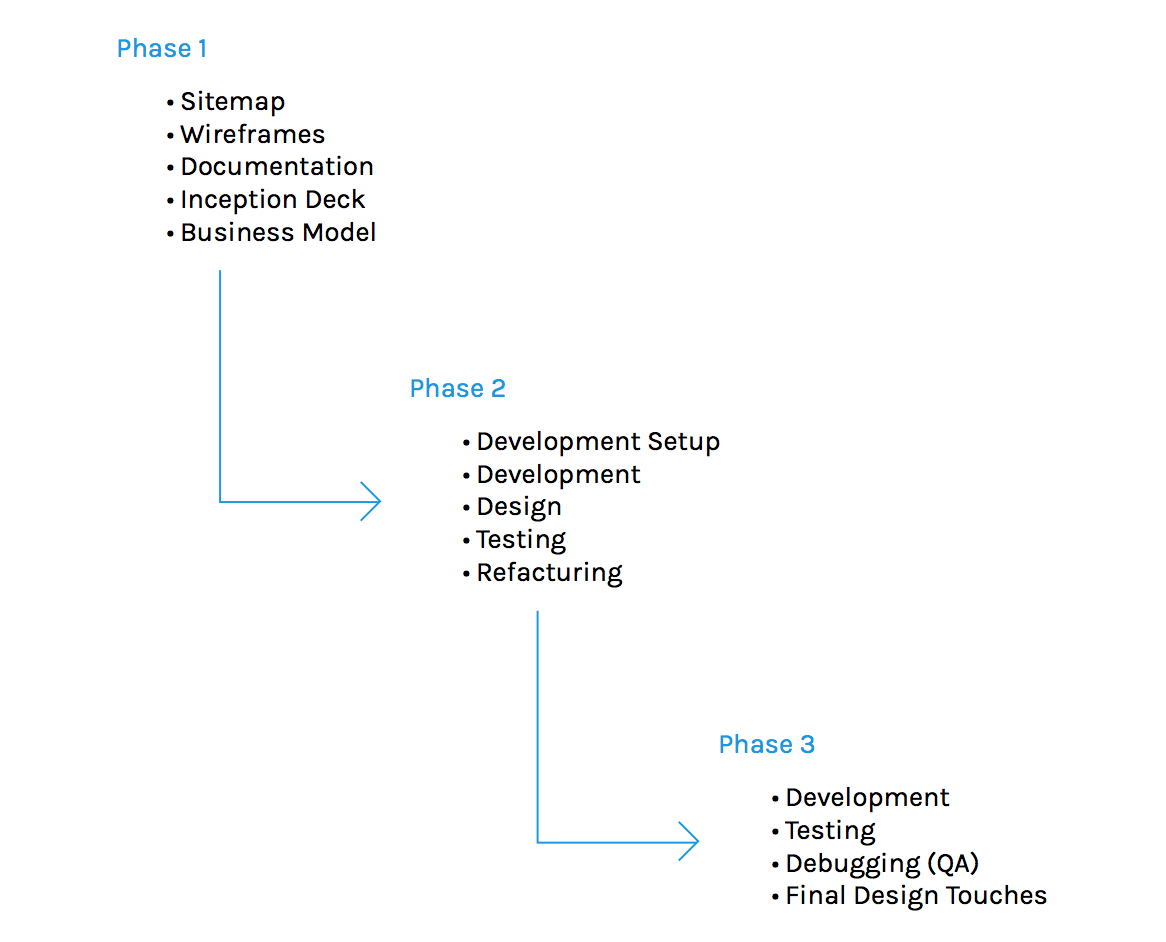 Phase 1
• Sitemap
• Wireframes
• Documentation
• Inception Deck
• Business Model
Phase 2
• Development Setup
• Development
• Design
• Testing
• Refacturing
Phase 3
• Development
• Testing
• Debugging (QA)
• Final Design Touches